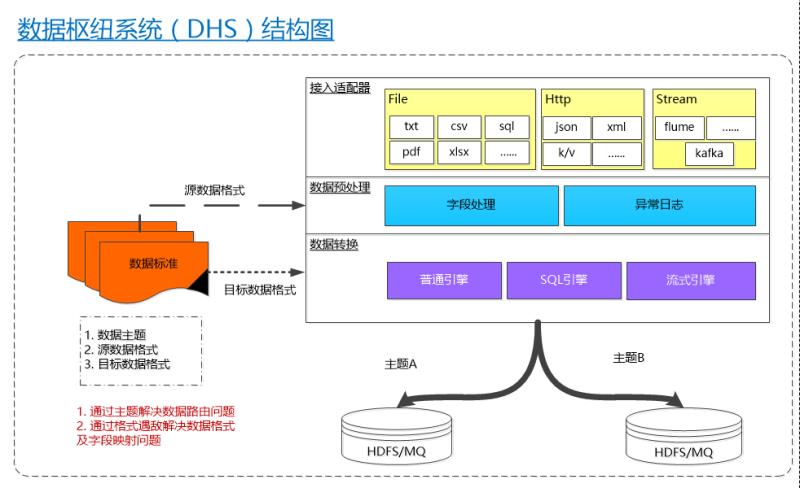 数据枢纽系统（DHS）结构图
接入适配器
File
txt
csv
sql
pdf
xlsx
......
Http
json
xml
k/v
......
Stream
flume
......
kafka
数据预处理
字段处理
异常日志
数据转换
普通引擎
SQL引擎
流式引擎
源数据格式
数据标准
目标数据格式
1. 数据主题
2. 源数据格式
3. 目标数据格式
1. 通过主题解决数据路由问题
2. 通过格式遇敌解决数据格式
及字段映射问题
主题A
主题B
HDFS/MQ
HDFS/MQ